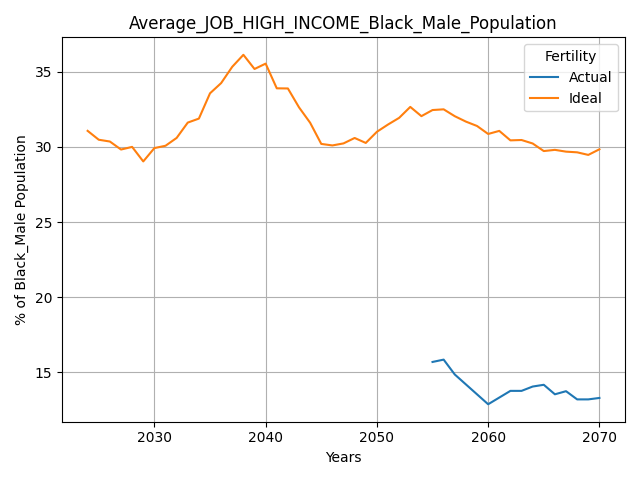 Average_JOB_HIGH_INCOME_Black_Male_Population
Fertility
Actual
Ideal
% of Black_Male Population
35
30
25
20
15
2030
2040
2050
2060
2070
Years